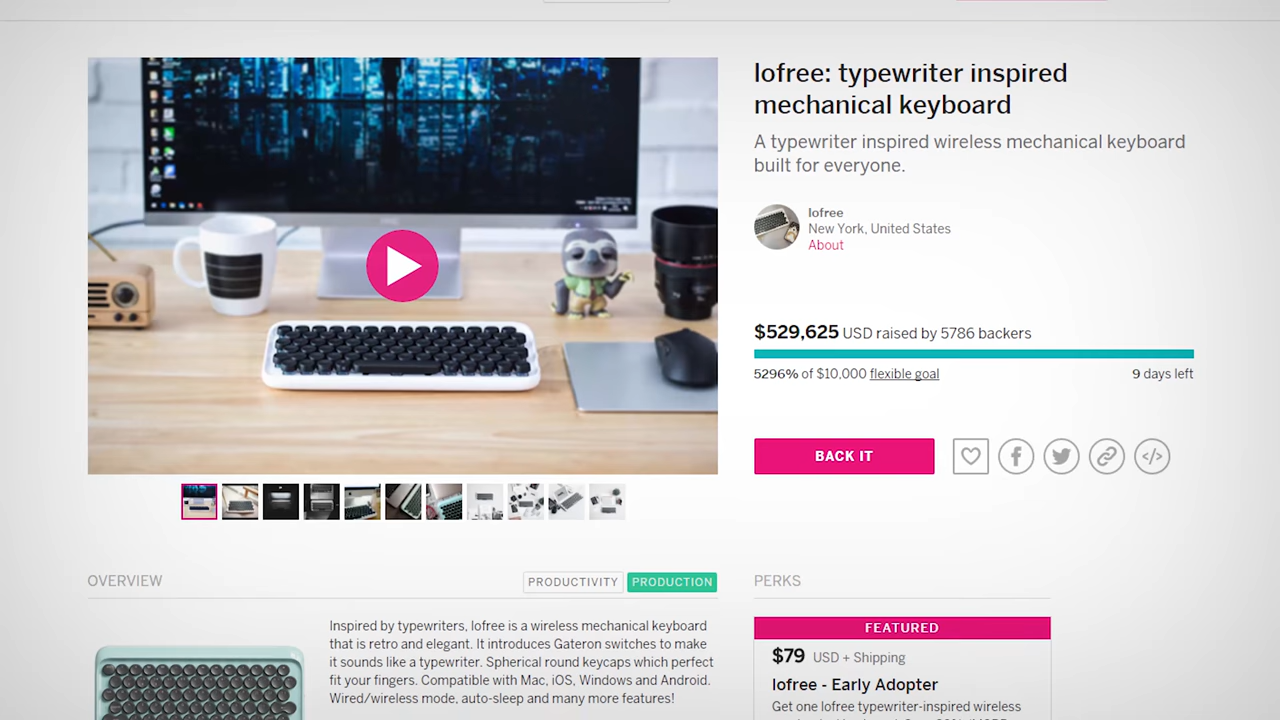 lofree: typewriter inspired
mechanical keyboard
A typewriter inspired wireless mechanical keyboard
built for everyone.
lofree
New York, United States
About
$529,625 USD raised by 5786 backers
5296% of $10,000 flexible goal
9 days left
BACK IT
OVERVIEW
PRODUCTIVITY
PRODUCTION
Inspired by typewriters, lofree is a wireless mechanical keyboard
that is retro and elegant. It introduces Gateron switches to make
it sounds like a typewriter. Spherical round keycaps which perfect
fit your fingers. Compatible with Mac, iOS, Windows and Android.
Wired/wireless mode, auto-sleep and many more features!
PERKS
FEATURED
$79 USD + Shipping
lofree - Early Adopter
Get one lofree typewriter-inspired wireless